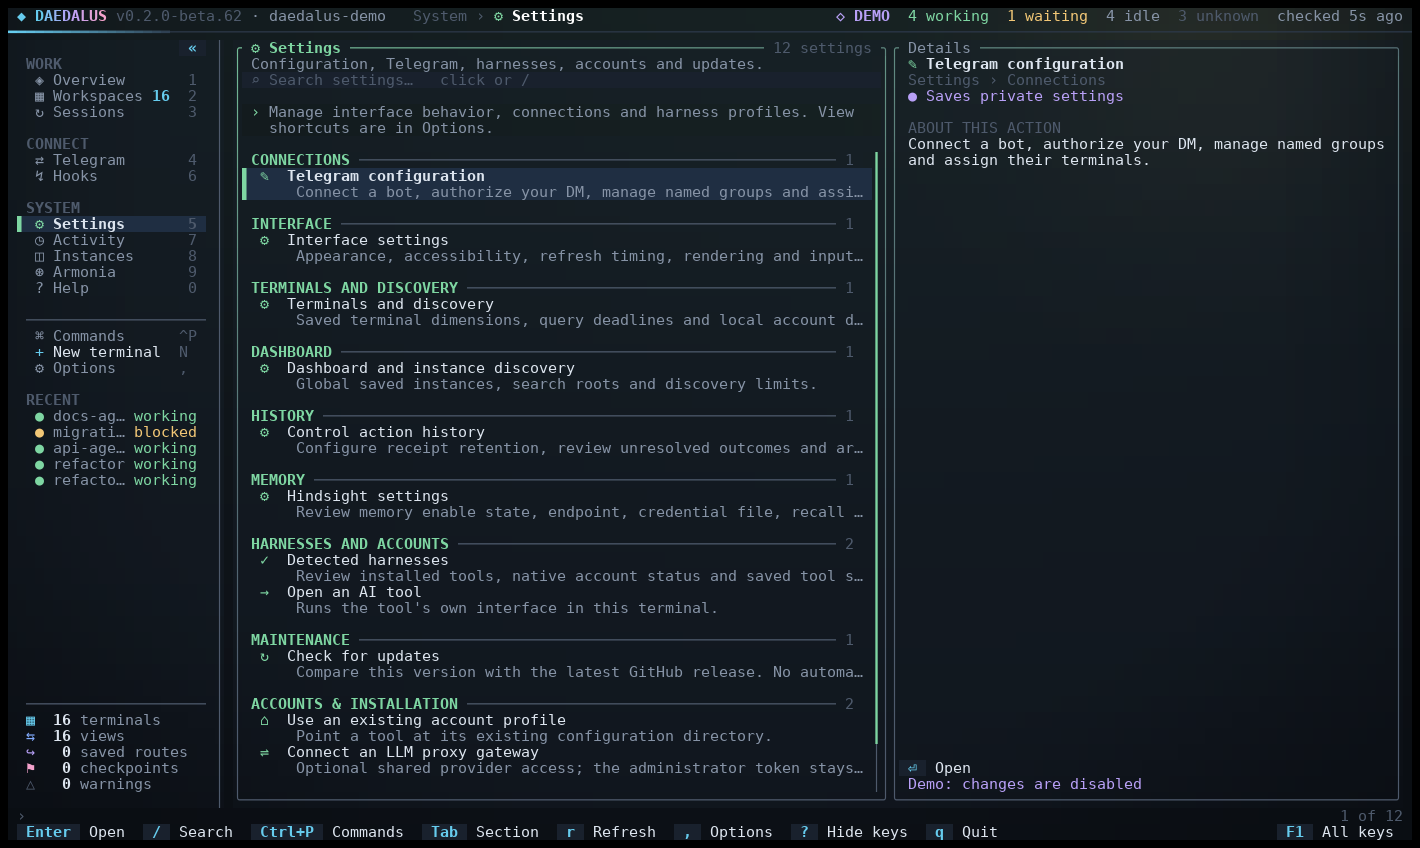 ◆ DAEDALUS v0.2.0-beta.62 · daedalus-demo   System › ⚙ Settings   ◇ DEMO  4 working  1 waiting  4 idle  3 unknown  checked 5s ago
«
WORK
◈ Overview 1
▦ Workspaces 16 2
↻ Sessions 3
CONNECT
⇄ Telegram 4
↯ Hooks 6
SYSTEM
⚙ Settings 5
◷ Activity 7
◫ Instances 8
⊛ Armonia 9
? Help 0
⌘ Commands ^P
+ New terminal N
⚙ Options ,
RECENT
● docs-ag… working
● migrati… blocked
● api-age… working
● refactor working
● refacto… working
▦ 16 terminals
⇆ 16 views
↪ 0 saved routes
⚑ 0 checkpoints
△ 0 warnings
⚙ Settings 12 settings
Configuration, Telegram, harnesses, accounts and updates.
⌕ Search settings…   click or /
› Manage interface behavior, connections and harness profiles. View
shortcuts are in Options.
CONNECTIONS 1
✎ Telegram configuration
Connect a bot, authorize your DM, manage named groups and assi…
INTERFACE 1
⚙ Interface settings
Appearance, accessibility, refresh timing, rendering and input…
TERMINALS AND DISCOVERY 1
⚙ Terminals and discovery
Saved terminal dimensions, query deadlines and local account d…
DASHBOARD 1
⚙ Dashboard and instance discovery
Global saved instances, search roots and discovery limits.
HISTORY 1
⚙ Control action history
Configure receipt retention, review unresolved outcomes and ar…
MEMORY 1
⚙ Hindsight settings
Review memory enable state, endpoint, credential file, recall …
HARNESSES AND ACCOUNTS 2
✓ Detected harnesses
Review installed tools, native account status and saved tool s…
→ Open an AI tool
Runs the tool's own interface in this terminal.
MAINTENANCE 1
↻ Check for updates
Compare this version with the latest GitHub release. No automa…
ACCOUNTS & INSTALLATION 2
⌂ Use an existing account profile
Point a tool at its existing configuration directory.
⇌ Connect an LLM proxy gateway
Optional shared provider access; the administrator token stays…
Details
✎ Telegram configuration
Settings › Connections
● Saves private settings
ABOUT THIS ACTION
Connect a bot, authorize your DM, manage named groups
and assign their terminals.
⏎ Open
Demo: changes are disabled
› 1 of 12
Enter Open  / Search  Ctrl+P Commands  Tab Section  r Refresh  , Options  ? Hide keys  q Quit  F1 All keys